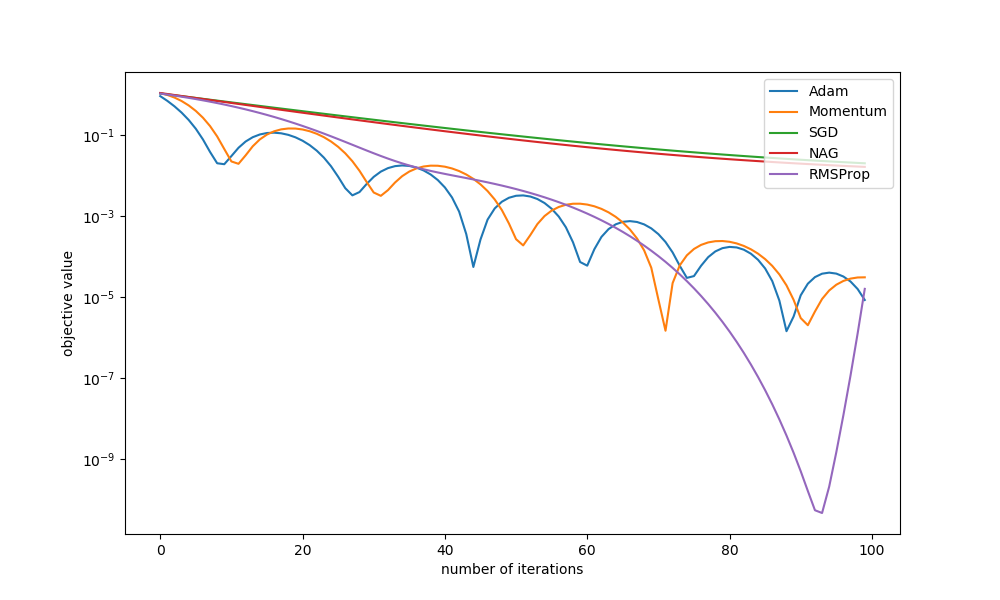 Adam
Momentum
SGD
NAG
RMSProp
10⁻¹
10⁻³
10⁻⁵
10⁻⁷
10⁻⁹
objective value
0 20 40 60 80 100
number of iterations